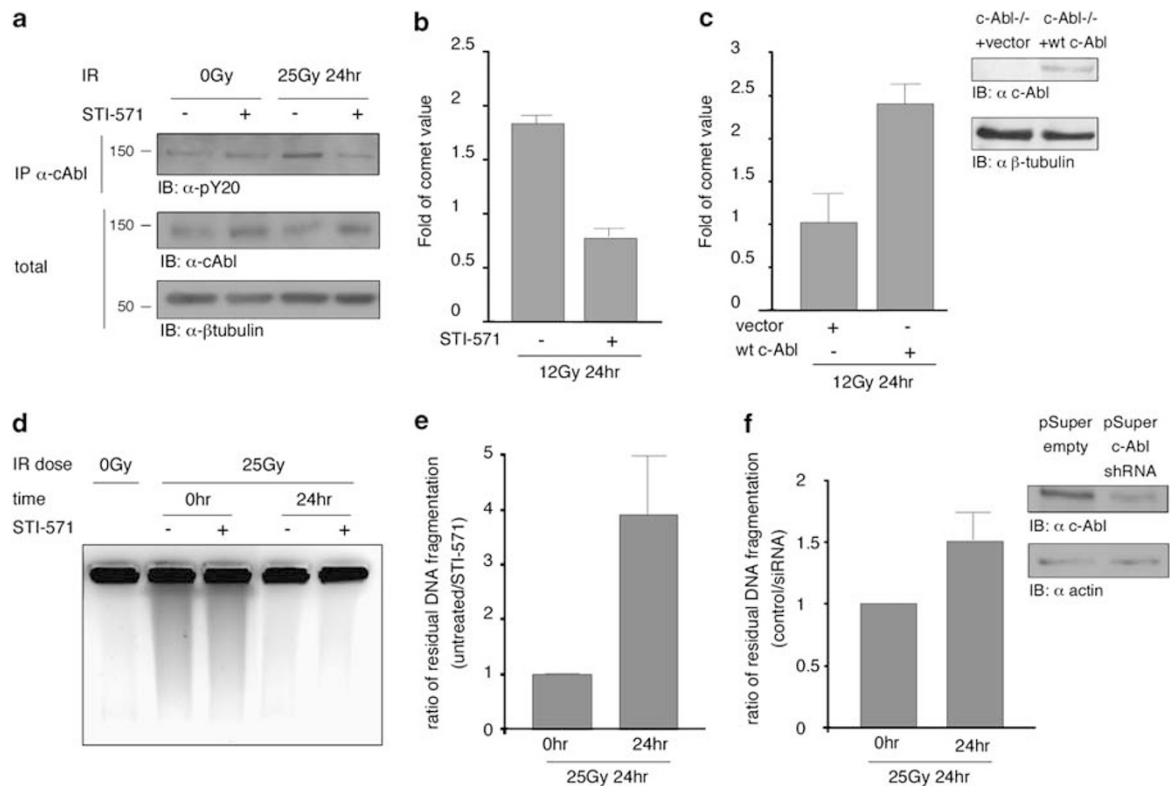 a
IR
0Gy
25Gy 24hr
STI-571
- + - +
IP α-cAbl
150
IB: α-pY20
total
150
IB: α-cAbl
50
IB: α-βtubulin
b
Fold of comet value
2.5
2
1.5
1
0.5
0
STI-571
- +
12Gy 24hr
c
Fold of comet value
3
2.5
2
1.5
1
0.5
0
vector
+ -
wt c-Abl
- +
12Gy 24hr
c-Abl-/- c-Abl-/-
+vector +wt c-Abl
IB: α c-Abl
IB: α β-tubulin
d
IR dose 0Gy 25Gy
time 0hr 24hr
STI-571 - + - +
e
ratio of residual DNA fragmentation
(untreated/STI-571)
5
4
3
2
1
0
0hr 24hr
25Gy 24hr
f
ratio of residual DNA fragmentation
(control/siRNA)
2
1.5
1
0.5
0
0hr 24hr
25Gy 24hr
pSuper pSuper
empty c-Abl
shRNA
IB: α c-Abl
IB: α actin